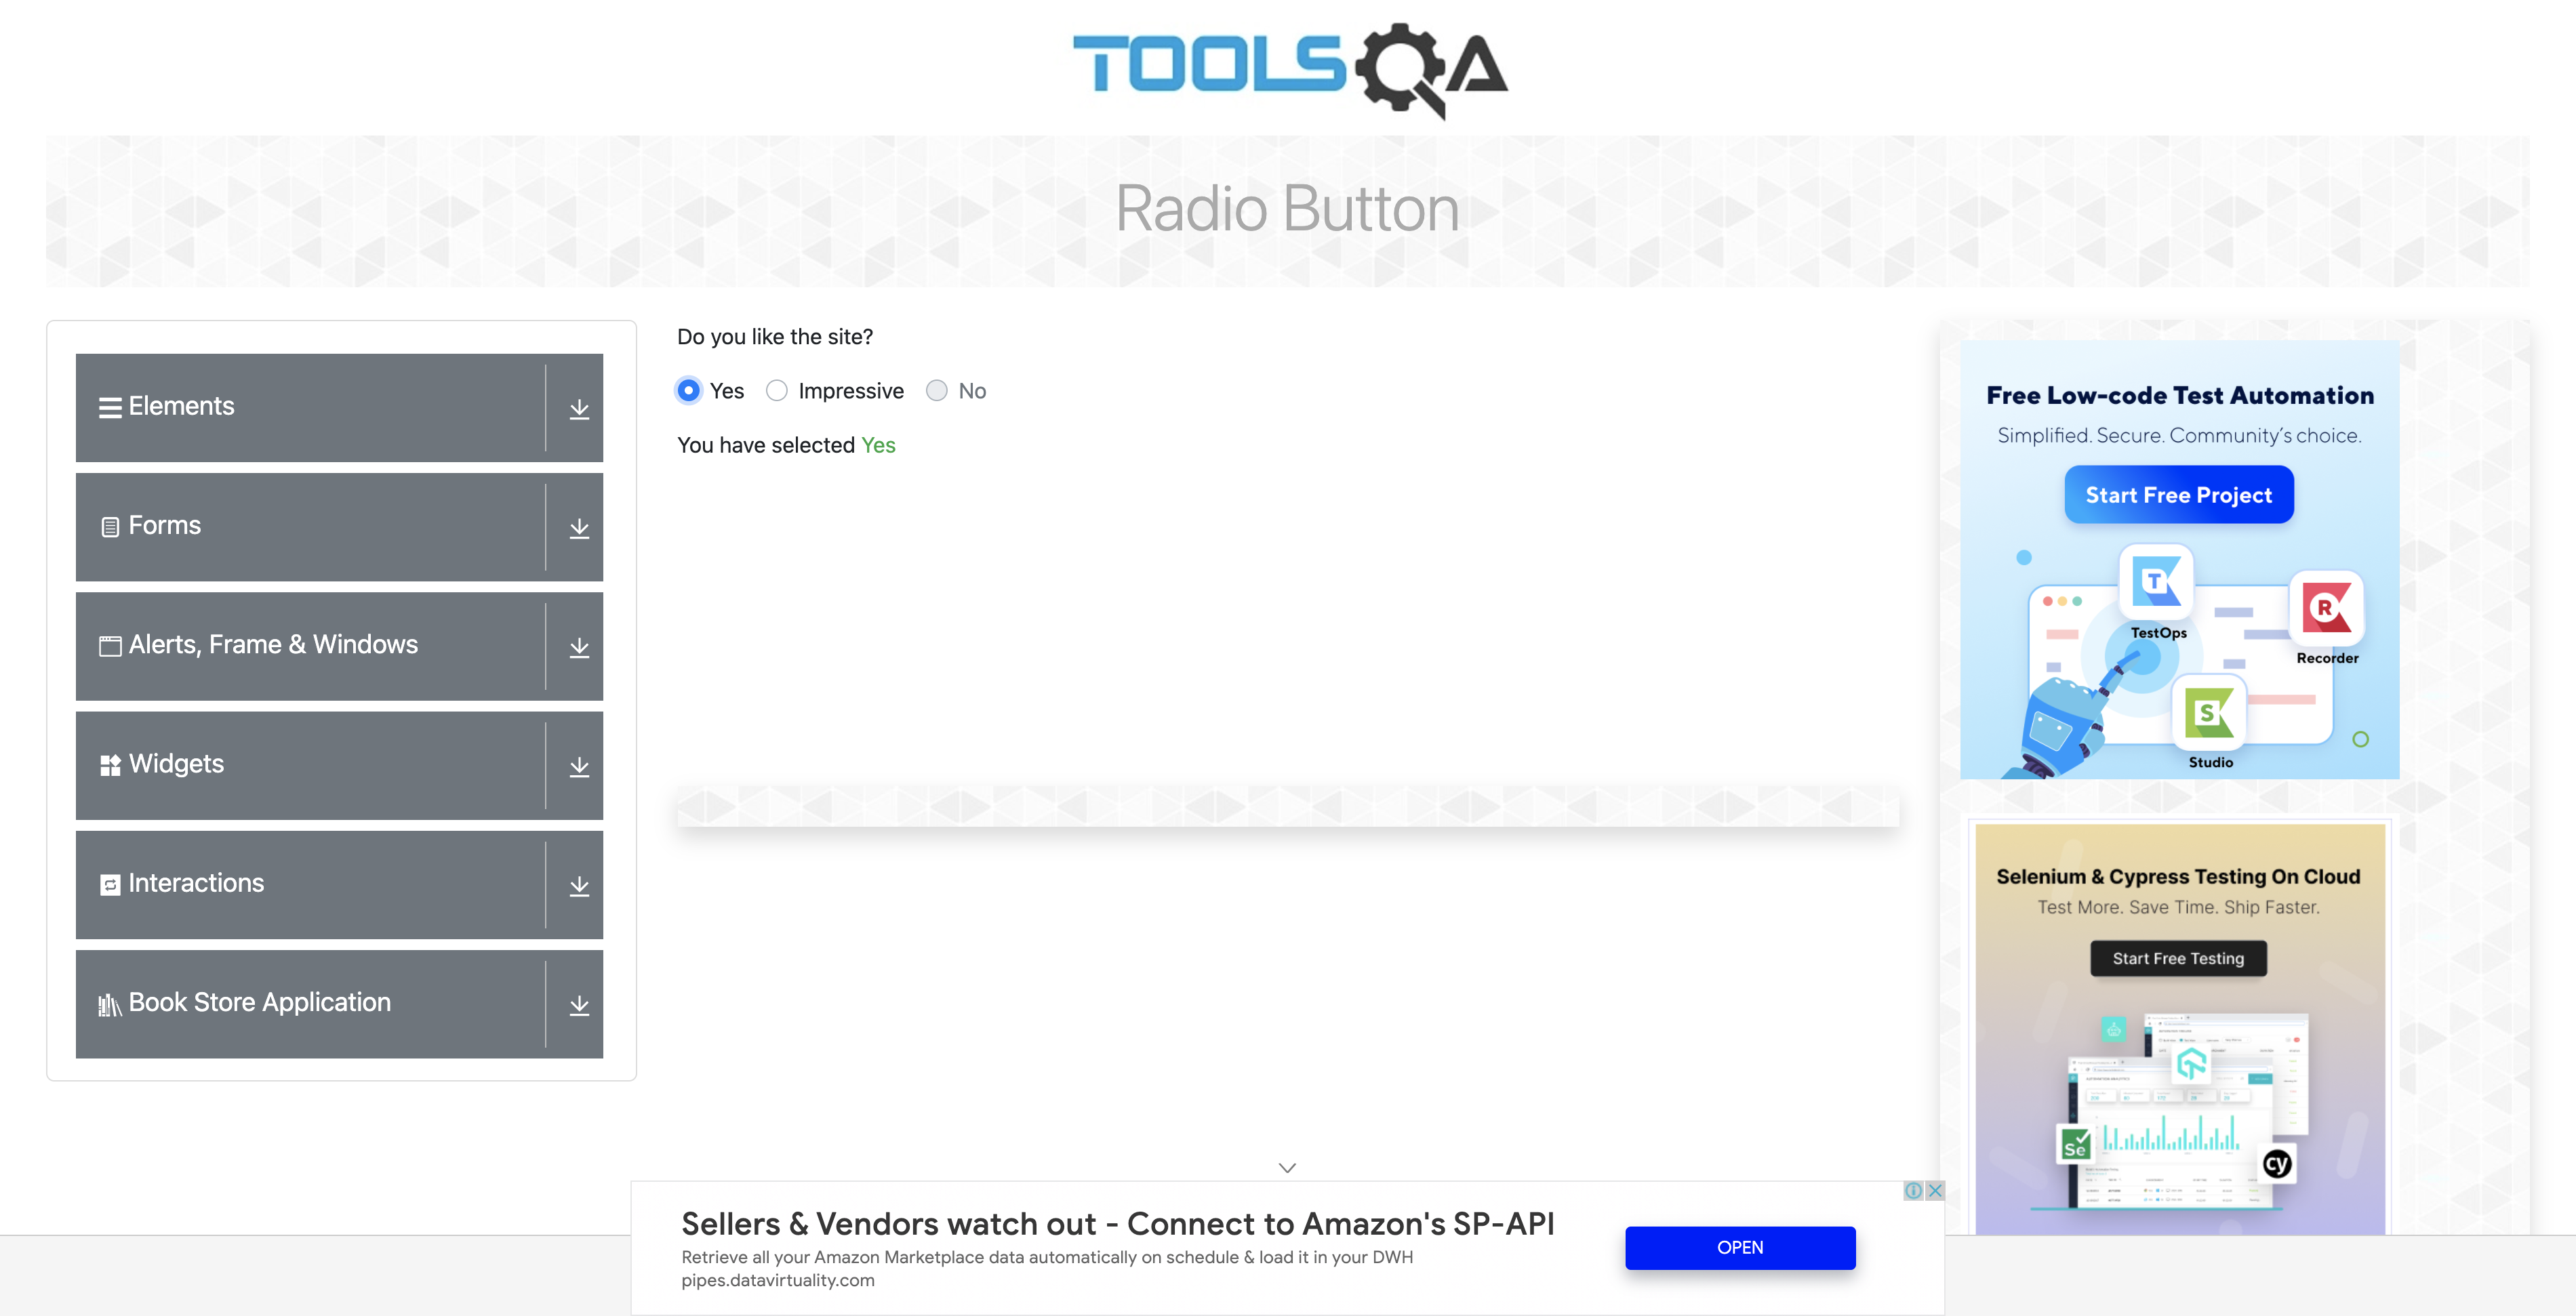 TOOLSQA
Radio Button
Elements
Forms
Alerts, Frame & Windows
Widgets
Interactions
Book Store Application
Do you like the site?
Yes Impressive No
You have selected Yes
Free Low-code Test Automation
Simplified. Secure. Community's choice.
Start Free Project
T
TestOps
R
Recorder
S
Studio
Selenium & Cypress Testing On Cloud
Test More. Save Time. Ship Faster.
Start Free Testing
Se
cy
Sellers & Vendors watch out - Connect to Amazon's SP-API
Retrieve all your Amazon Marketplace data automatically on schedule & load it in your DWH
pipes.datavirtuality.com
OPEN